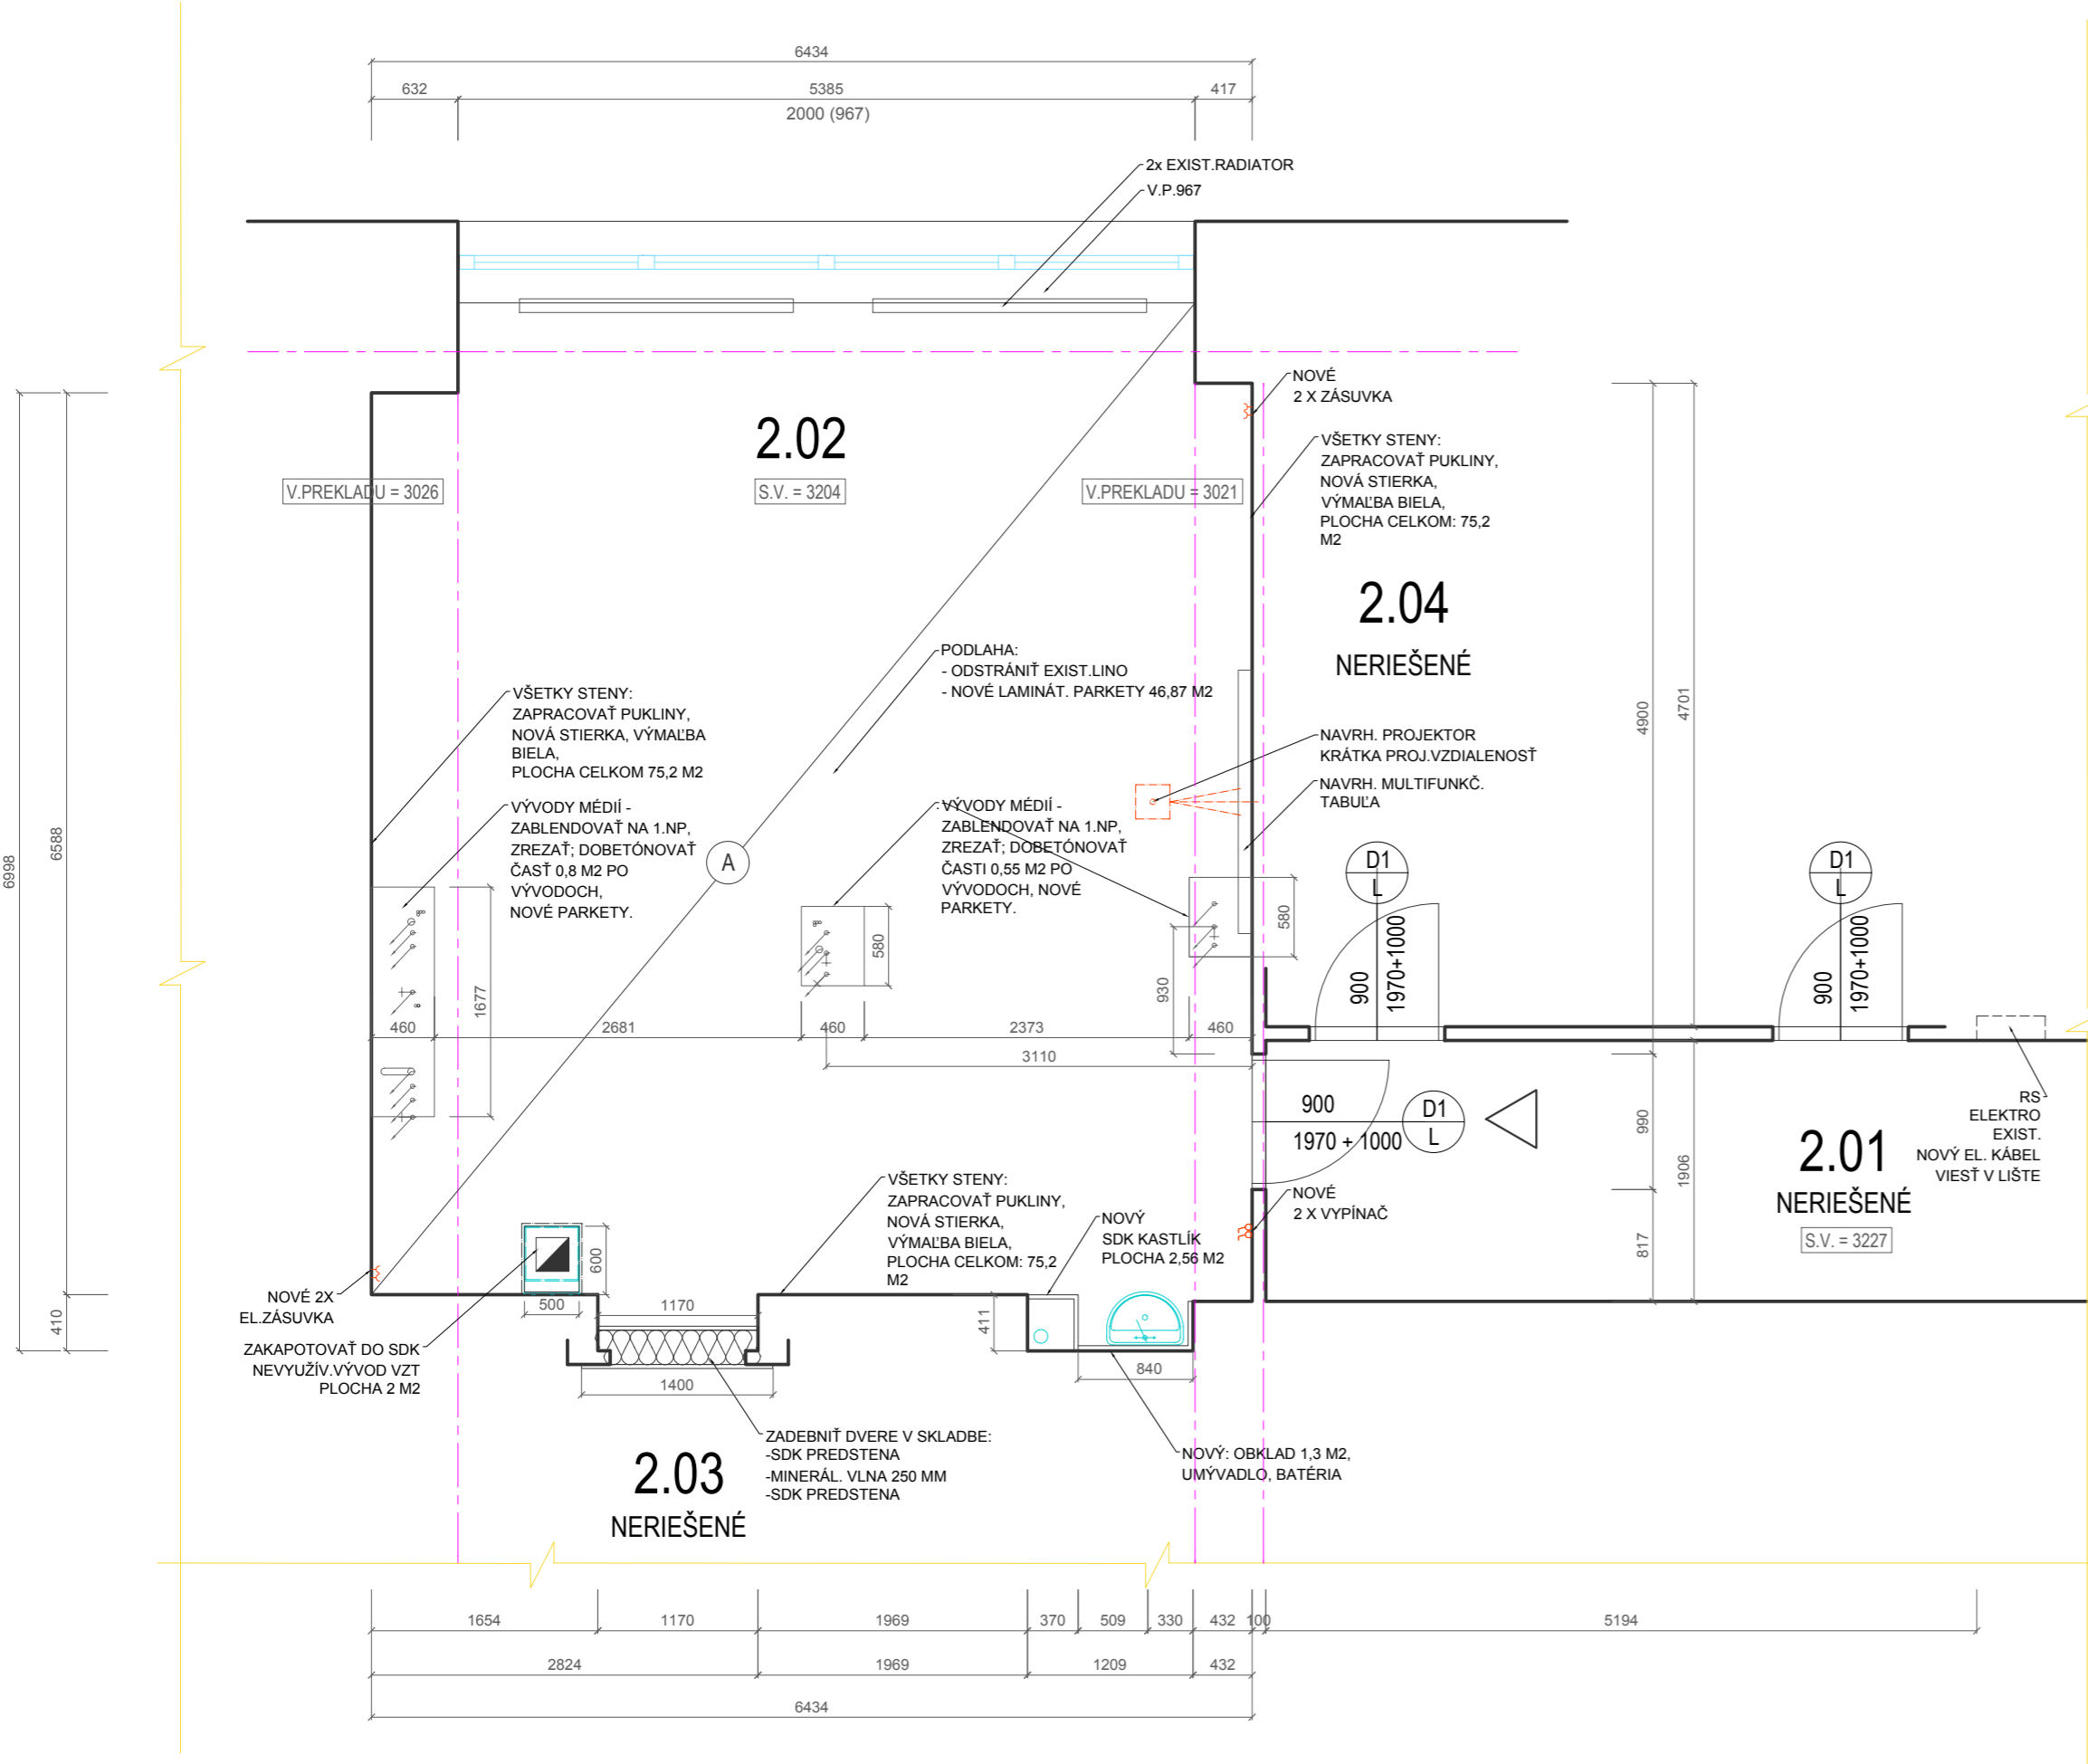 6434
632
5385
417
2000 (967)
2x EXIST.RADIATOR
V.P.967
NOVÉ
2 X ZÁSUVKA
2.02
S.V. = 3204
V.PREKLADU = 3026
V.PREKLADU = 3021
VŠETKY STENY:
ZAPRACOVAŤ PUKLINY,
NOVÁ STIERKA,
VÝMAĽBA BIELA,
PLOCHA CELKOM: 75,2
M2
2.04
NERIEŠENÉ
PODLAHA:
- ODSTRÁNIŤ EXIST.LINO
- NOVÉ LAMINÁT. PARKETY 46,87 M2
VŠETKY STENY:
ZAPRACOVAŤ PUKLINY,
NOVÁ STIERKA, VÝMAĽBA
BIELA,
PLOCHA CELKOM 75,2 M2
NAVRH. PROJEKTOR
KRÁTKA PROJ.VZDIALENOSŤ
NAVRH. MULTIFUNKČ.
TABUĽA
VÝVODY MÉDIÍ -
ZABLENDOVAŤ NA 1.NP,
ZREZAŤ; DOBETÓNOVAŤ
ČASŤ 0,8 M2 PO
VÝVODOCH,
NOVÉ PARKETY.
VÝVODY MÉDIÍ -
ZABLENDOVAŤ NA 1.NP,
ZREZAŤ; DOBETÓNOVAŤ
ČASTI 0,55 M2 PO
VÝVODOCH, NOVÉ
PARKETY.
A
6998
6588
410
4900
4701
990
1906
817
D1
L
900
1970+1000
D1
L
900
1970+1000
1677
580
580
930
460
2681
460
2373
460
3110
900
1970 + 1000
D1
L
RS
ELEKTRO
EXIST.
NOVÝ EL. KÁBEL
VIESŤ V LIŠTE
2.01
NERIEŠENÉ
S.V. = 3227
NOVÉ
2 X VYPÍNAČ
VŠETKY STENY:
ZAPRACOVAŤ PUKLINY,
NOVÁ STIERKA,
VÝMAĽBA BIELA,
PLOCHA CELKOM: 75,2
M2
NOVÝ
SDK KASTLÍK
PLOCHA 2,56 M2
600
500
1170
411
840
1400
NOVÉ 2X
EL.ZÁSUVKA
ZAKAPOTOVAŤ DO SDK
NEVYUŽÍV.VÝVOD VZT
PLOCHA 2 M2
ZADEBNIŤ DVERE V SKLADBE:
-SDK PREDSTENA
-MINERÁL. VLNA 250 MM
-SDK PREDSTENA
NOVÝ: OBKLAD 1,3 M2,
UMÝVADLO, BATÉRIA
2.03
NERIEŠENÉ
1654
1170
1969
370
509
330
432
100
5194
2824
1969
1209
432
6434